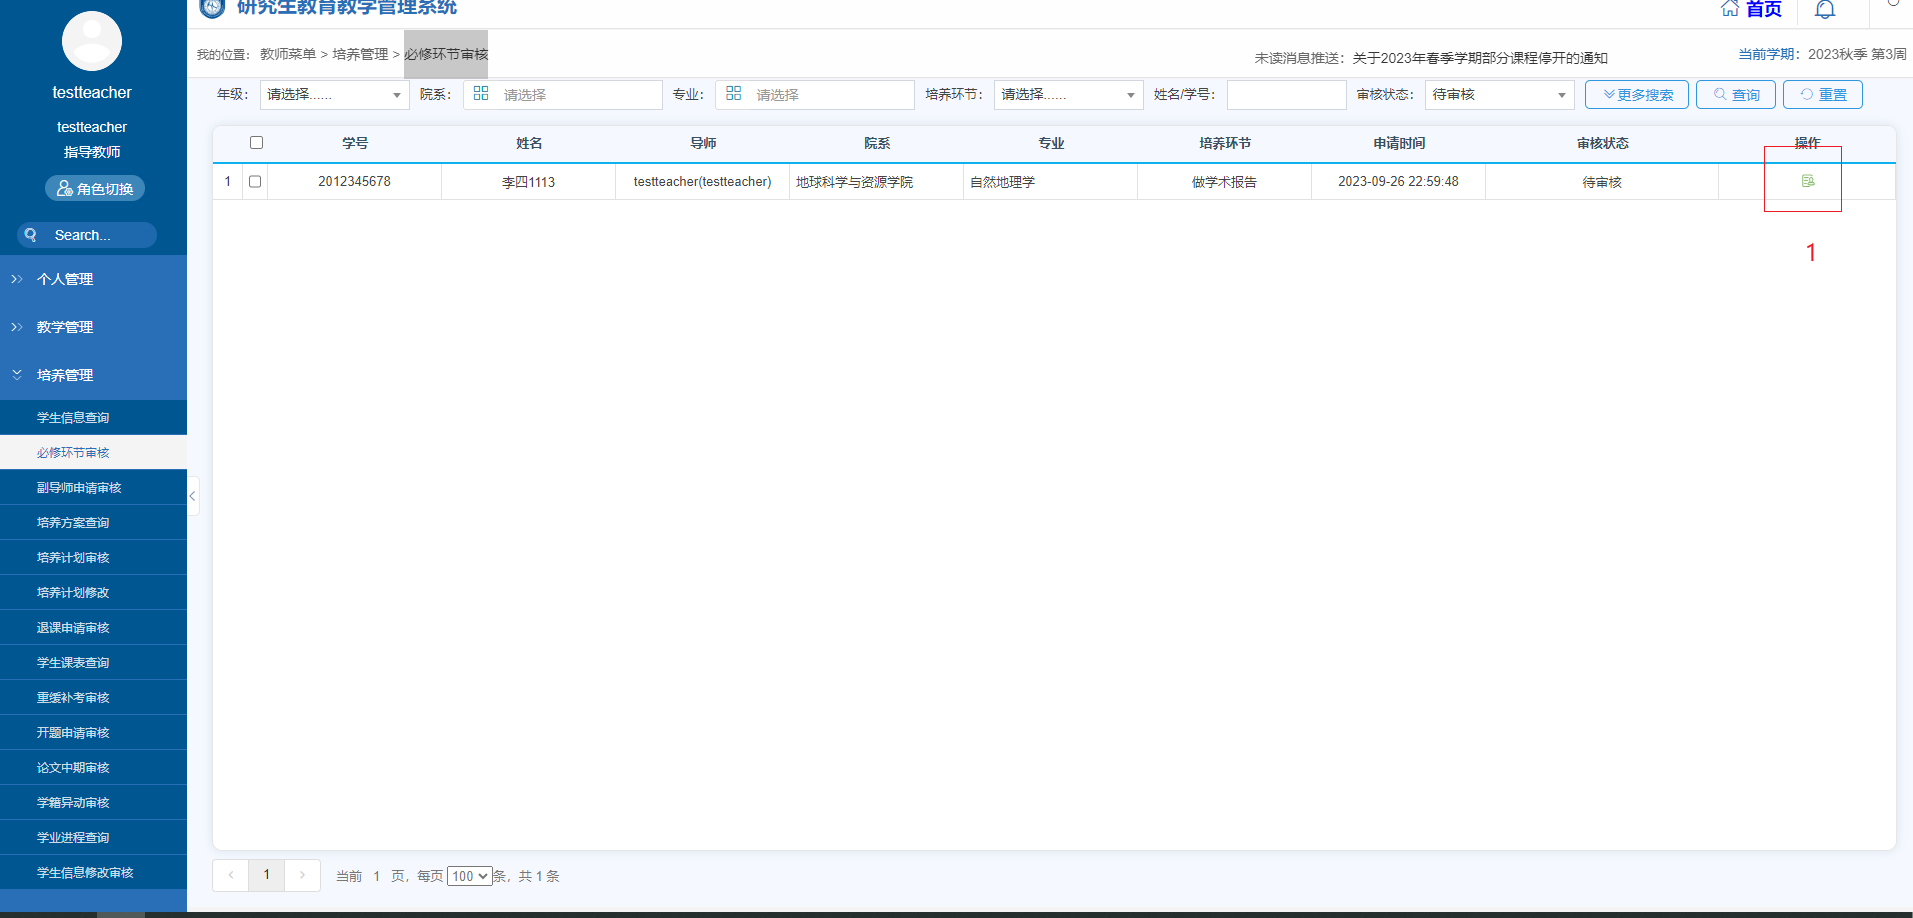 研究生教育教学管理系统
首页
testteacher
testteacher
指导教师
角色切换
Search...
个人管理
教学管理
培养管理
学生信息查询
必修环节审核
副导师申请审核
培养方案查询
培养计划审核
培养计划修改
退课申请审核
学生课表查询
重缓补考审核
开题申请审核
论文中期审核
学籍异动审核
学业进程查询
学生信息修改审核
我的位置: 教师菜单 > 培养管理 > 必修环节审核
未读消息推送: 关于2023年春季学期部分课程停开的通知
当前学期: 2023秋季 第3周
年级: 请选择...... 院系: 请选择 专业: 请选择 培养环节: 请选择...... 姓名/学号: 审核状态: 待审核 更多搜索 查询 重置
学号 姓名 导师 院系 专业 培养环节 申请时间 审核状态 操作
1 2012345678 李四1113 testteacher(testteacher) 地球科学与资源学院 自然地理学 做学术报告 2023-09-26 22:59:48 待审核
1
< 1 > 当前 1 页, 每页 100 条, 共 1 条